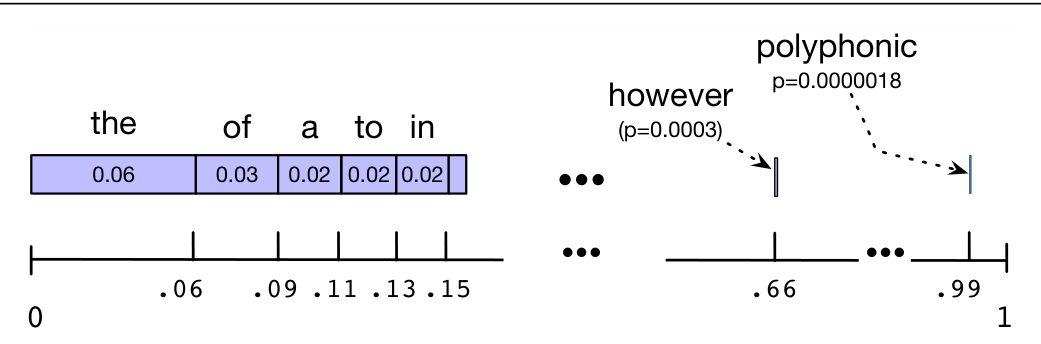 polyphonic
p=0.0000018
however
(p=0.0003)
the of a to in
0.06 0.03 0.02 0.02 0.02
.06 .09 .11 .13 .15 .66 .99
0 1